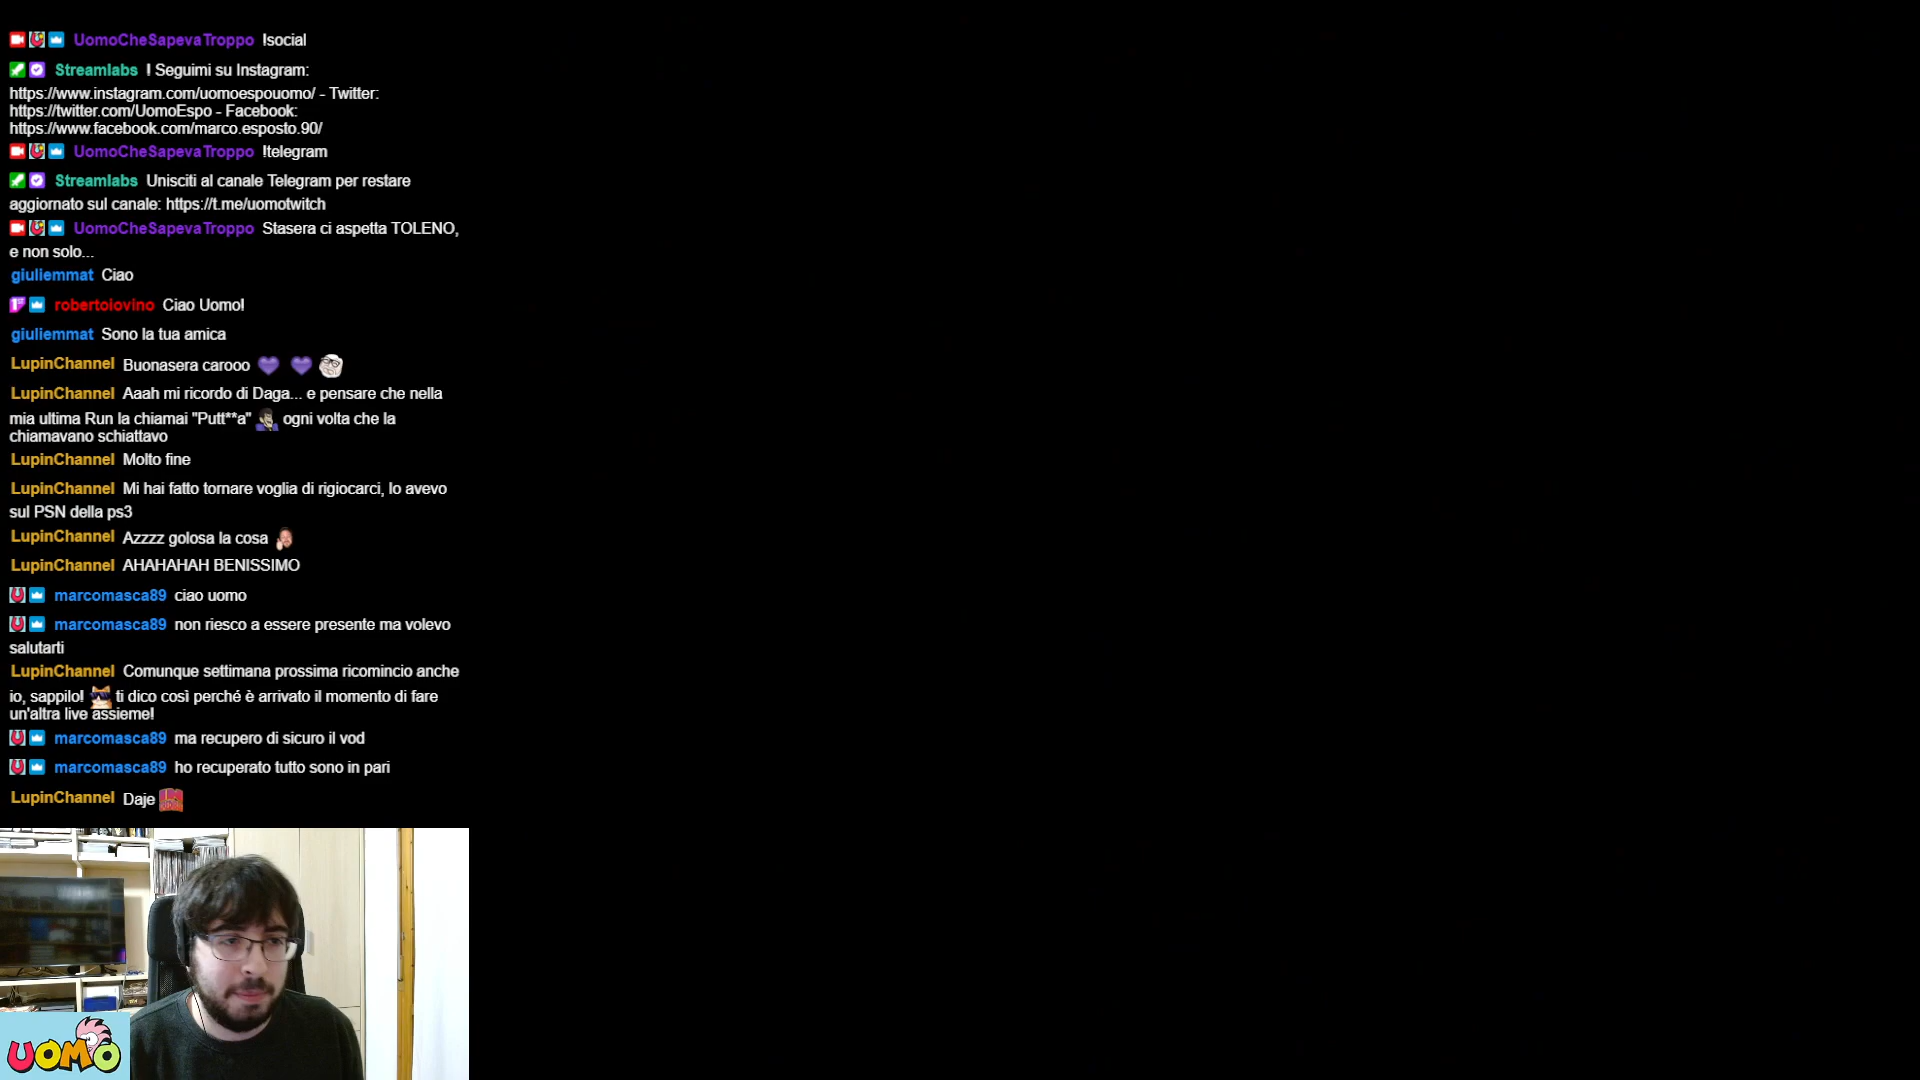 UomoCheSapevaTroppo !social
Streamlabs ! Seguimi su Instagram:
https://www.instagram.com/uomoespouomo/ - Twitter:
https://twitter.com/UomoEspo - Facebook:
https://www.facebook.com/marco.esposto.90/
UomoCheSapevaTroppo !telegram
Streamlabs Unisciti al canale Telegram per restare
aggiornato sul canale: https://t.me/uomotwitch
UomoCheSapevaTroppo Stasera ci aspetta TOLENO,
e non solo...
giuliemmat Ciao
robertoiovino Ciao Uomo!
giuliemmat Sono la tua amica
LupinChannel Buonasera carooo
LupinChannel Aaah mi ricordo di Daga... e pensare che nella
mia ultima Run la chiamai "Putt**a" ogni volta che la
chiamavano schiattavo
LupinChannel Molto fine
LupinChannel Mi hai fatto tornare voglia di rigiocarci, lo avevo
sul PSN della ps3
LupinChannel Azzzz golosa la cosa
LupinChannel AHAHAHAH BENISSIMO
marcomasca89 ciao uomo
marcomasca89 non riesco a essere presente ma volevo
salutarti
LupinChannel Comunque settimana prossima ricomincio anche
io, sappilo! ti dico così perché è arrivato il momento di fare
un'altra live assieme!
marcomasca89 ma recupero di sicuro il vod
marcomasca89 ho recuperato tutto sono in pari
LupinChannel Daje
UOMO